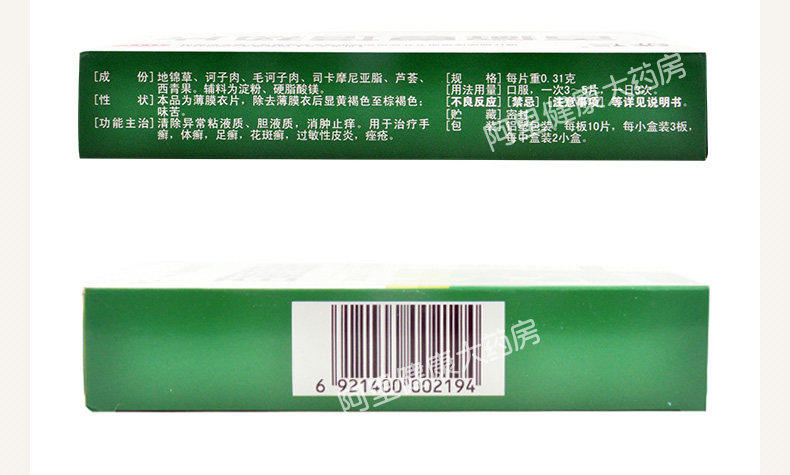 [成　份]地锦草、诃子肉、毛诃子肉、司卡摩尼亚脂、芦荟、
西青果。辅料为淀粉、硬脂酸镁。
[性　状]本品为薄膜衣片，除去薄膜衣后显黄褐色至棕褐色；
味苦。
[功能主治]清除异常粘液质、胆液质，消肿止痒。用于治疗手
癣，体癣，足癣，花斑癣，过敏性皮炎，痤疮。
[规　格]每片重0.31克
[用法用量]口服，一次3～5片，一日3次。
[不良反应][禁忌][注意事项]等详见说明书。
[贮　藏]密封。
[包　装]铝塑包装，每板10片，每小盒装3板，
每中盒装2小盒。
阿里健康大药房
6 921400 002194
阿里健康大药房